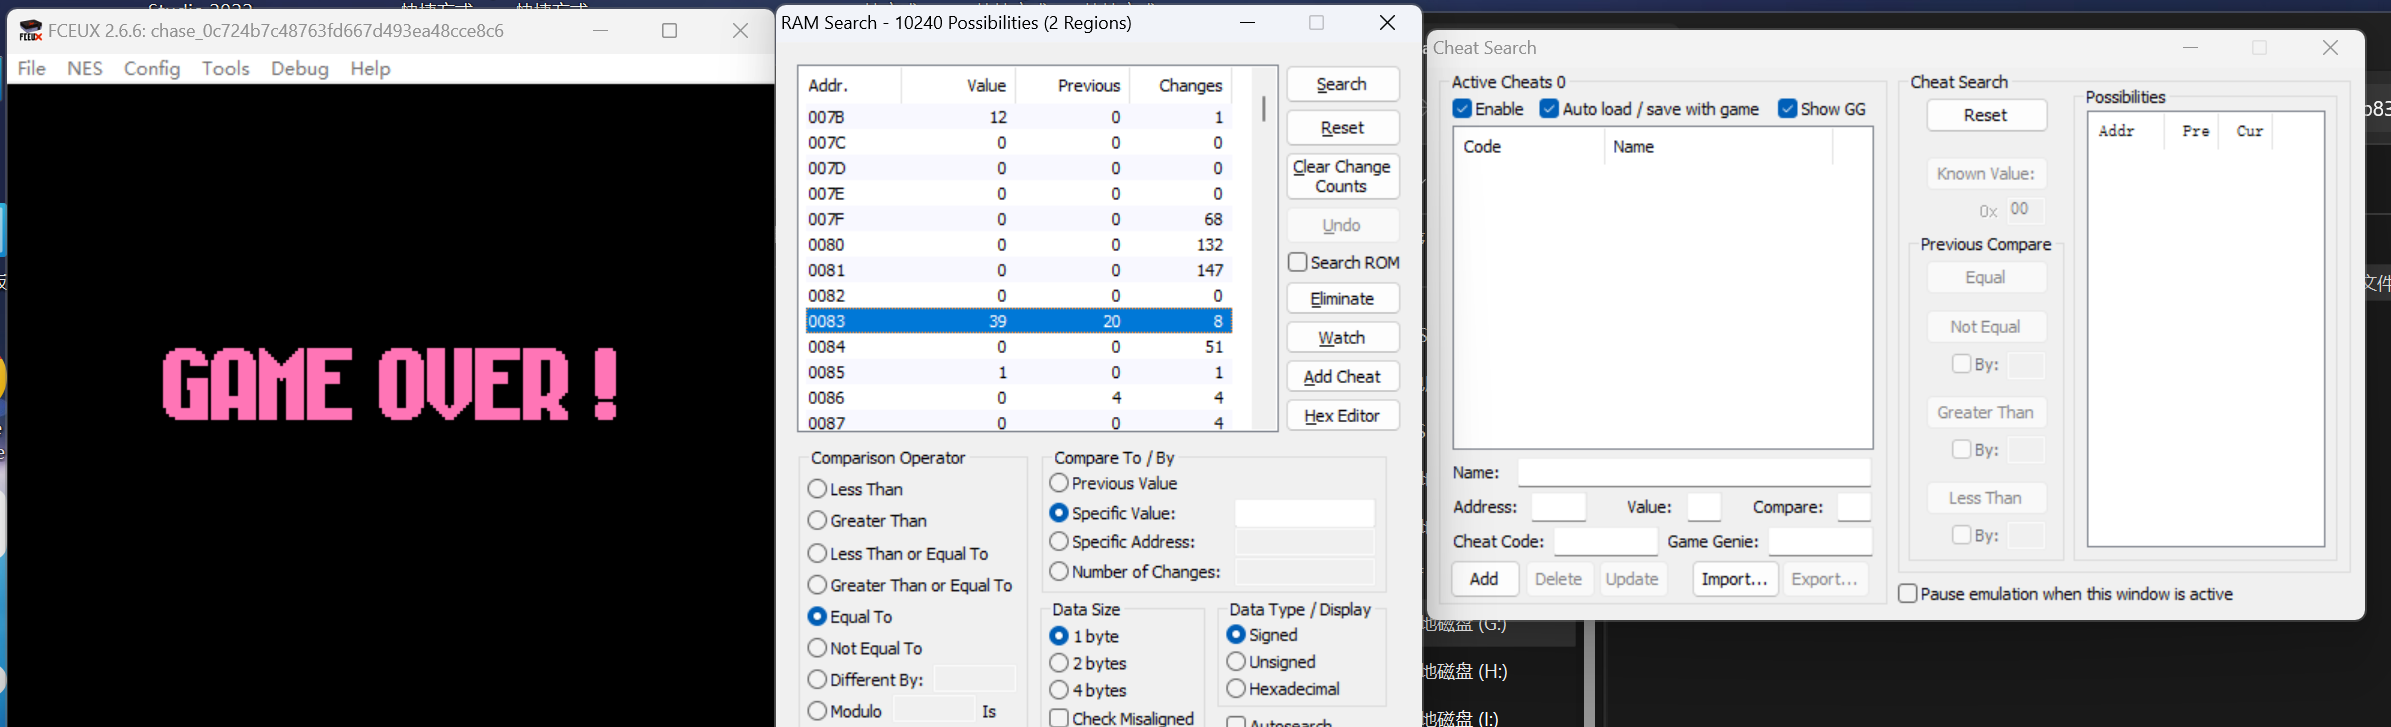 FCEUX 2.6.6: chase_0c724b7c48763fd667d493ea48cce8c6
File NES Config Tools Debug Help
GAME OVER !
RAM Search - 10240 Possibilities (2 Regions)
Addr. Value Previous Changes
007B 12 0 1
007C 0 0 0
007D 0 0 0
007E 0 0 0
007F 0 0 68
0080 0 0 132
0081 0 0 147
0082 0 0 0
0083 39 20 8
0084 0 0 51
0085 1 0 1
0086 0 4 4
0087 0 0 4
Search
Reset
Clear Change
Counts
Undo
Search ROM
Eliminate
Watch
Add Cheat
Hex Editor
Comparison Operator
Less Than
Greater Than
Less Than or Equal To
Greater Than or Equal To
Equal To
Not Equal To
Different By:
Modulo Is
Compare To / By
Previous Value
Specific Value:
Specific Address:
Number of Changes:
Data Size
1 byte
2 bytes
4 bytes
Check Misaligned
Data Type / Display
Signed
Unsigned
Hexadecimal
Autosearch
Cheat Search
Active Cheats 0
Enable Auto load / save with game Show GG
Code Name
Name:
Address: Value: Compare:
Cheat Code: Game Genie:
Add Delete Update Import... Export...
Cheat Search
Reset
Known Value:
0x 00
Previous Compare
Equal
Not Equal
By:
Greater Than
By:
Less Than
By:
Possibilities
Addr Pre Cur
Pause emulation when this window is active
地磁盘 (G:)
地磁盘 (H:)
地磁盘 (I:)
文件